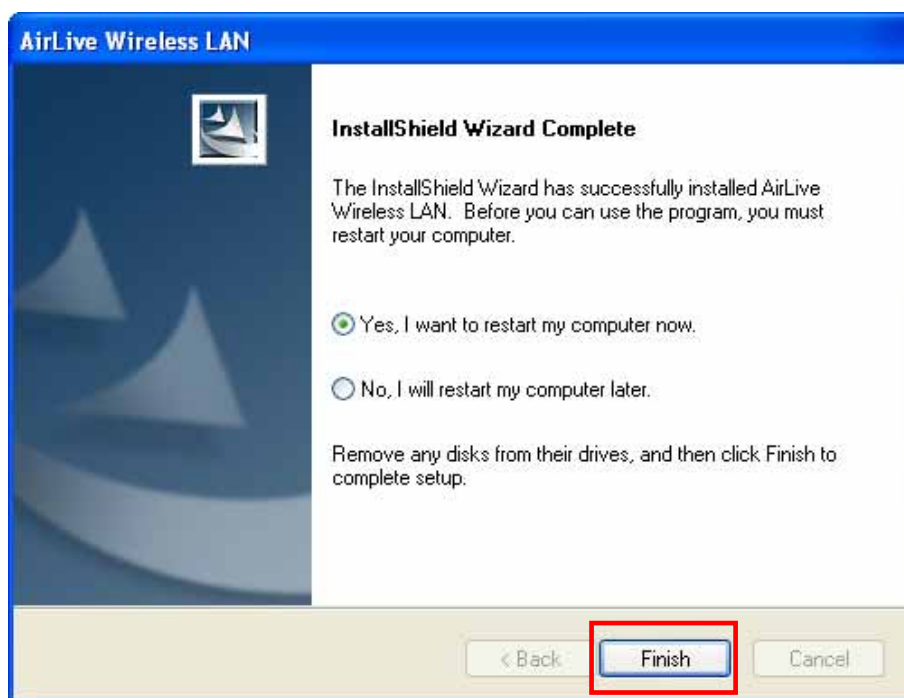 AirLive Wireless LAN
InstallShield Wizard Complete
The InstallShield Wizard has successfully installed AirLive
Wireless LAN. Before you can use the program, you must
restart your computer.
Yes, I want to restart my computer now.
No, I will restart my computer later.
Remove any disks from their drives, and then click Finish to
complete setup.
< Back
Finish
Cancel